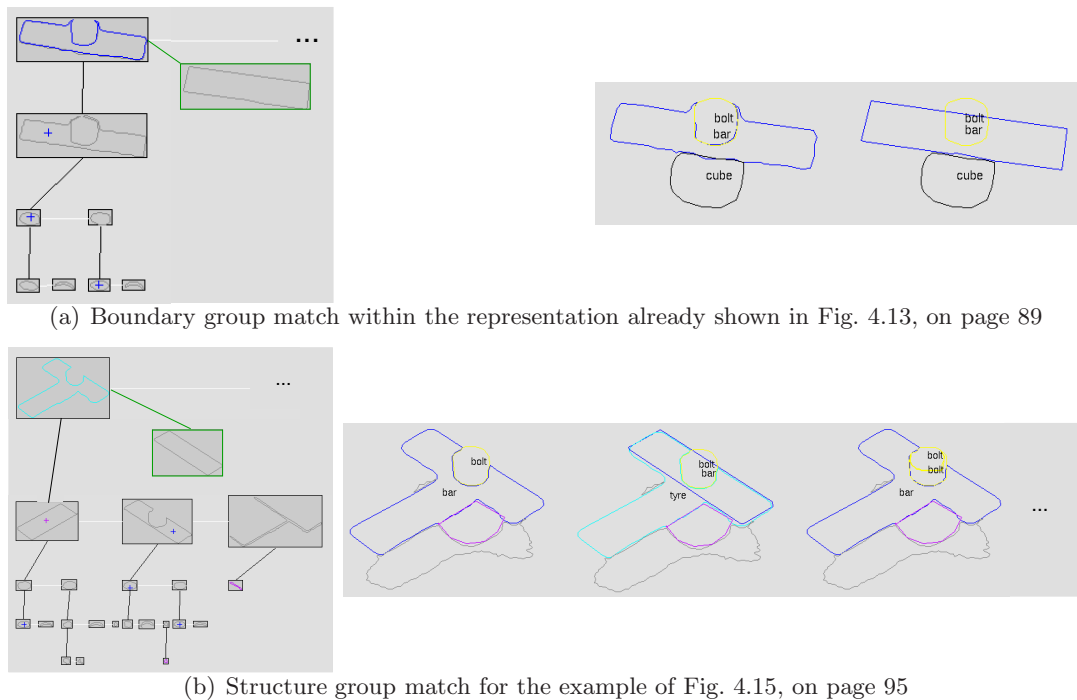 ...
bolt
bar
cube
bolt
bar
cube
(a) Boundary group match within the representation already shown in Fig. 4.13, on page 89
...
bolt
bar
bolt
bar
tyre
bolt
bolt
bar
...
(b) Structure group match for the example of Fig. 4.15, on page 95